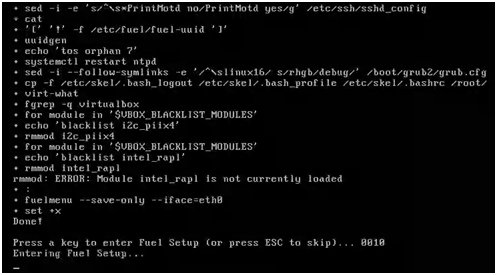 + sed -i -e 's/^\s*PrintMotd no/PrintMotd yes/g' /etc/ssh/sshd_config
+ cat
+ '[' '!' -f /etc/fuel/fuel-uuid ']'
+ uuidgen
+ echo 'tos orphan 7'
+ systemctl restart ntpd
+ sed -i --follow-symlinks -e '/^\slinux16/ s/rhgb/debug/' /boot/grub2/grub.cfg
+ cp -f /etc/skel/.bash_logout /etc/skel/.bash_profile /etc/skel/.bashrc /root/
+ virt-what
+ fgrep -q virtualbox
+ for module in '$VBOX_BLACKLIST_MODULES'
+ echo 'blacklist i2c_piix4'
+ rmmod i2c_piix4
+ for module in '$VBOX_BLACKLIST_MODULES'
+ echo 'blacklist intel_rapl'
+ rmmod intel_rapl
rmmod: ERROR: Module intel_rapl is not currently loaded
+ :
+ fuelmenu --save-only --iface=eth0
+ set +x
Done!
Press a key to enter Fuel Setup (or press ESC to skip)... 0010
Entering Fuel Setup...